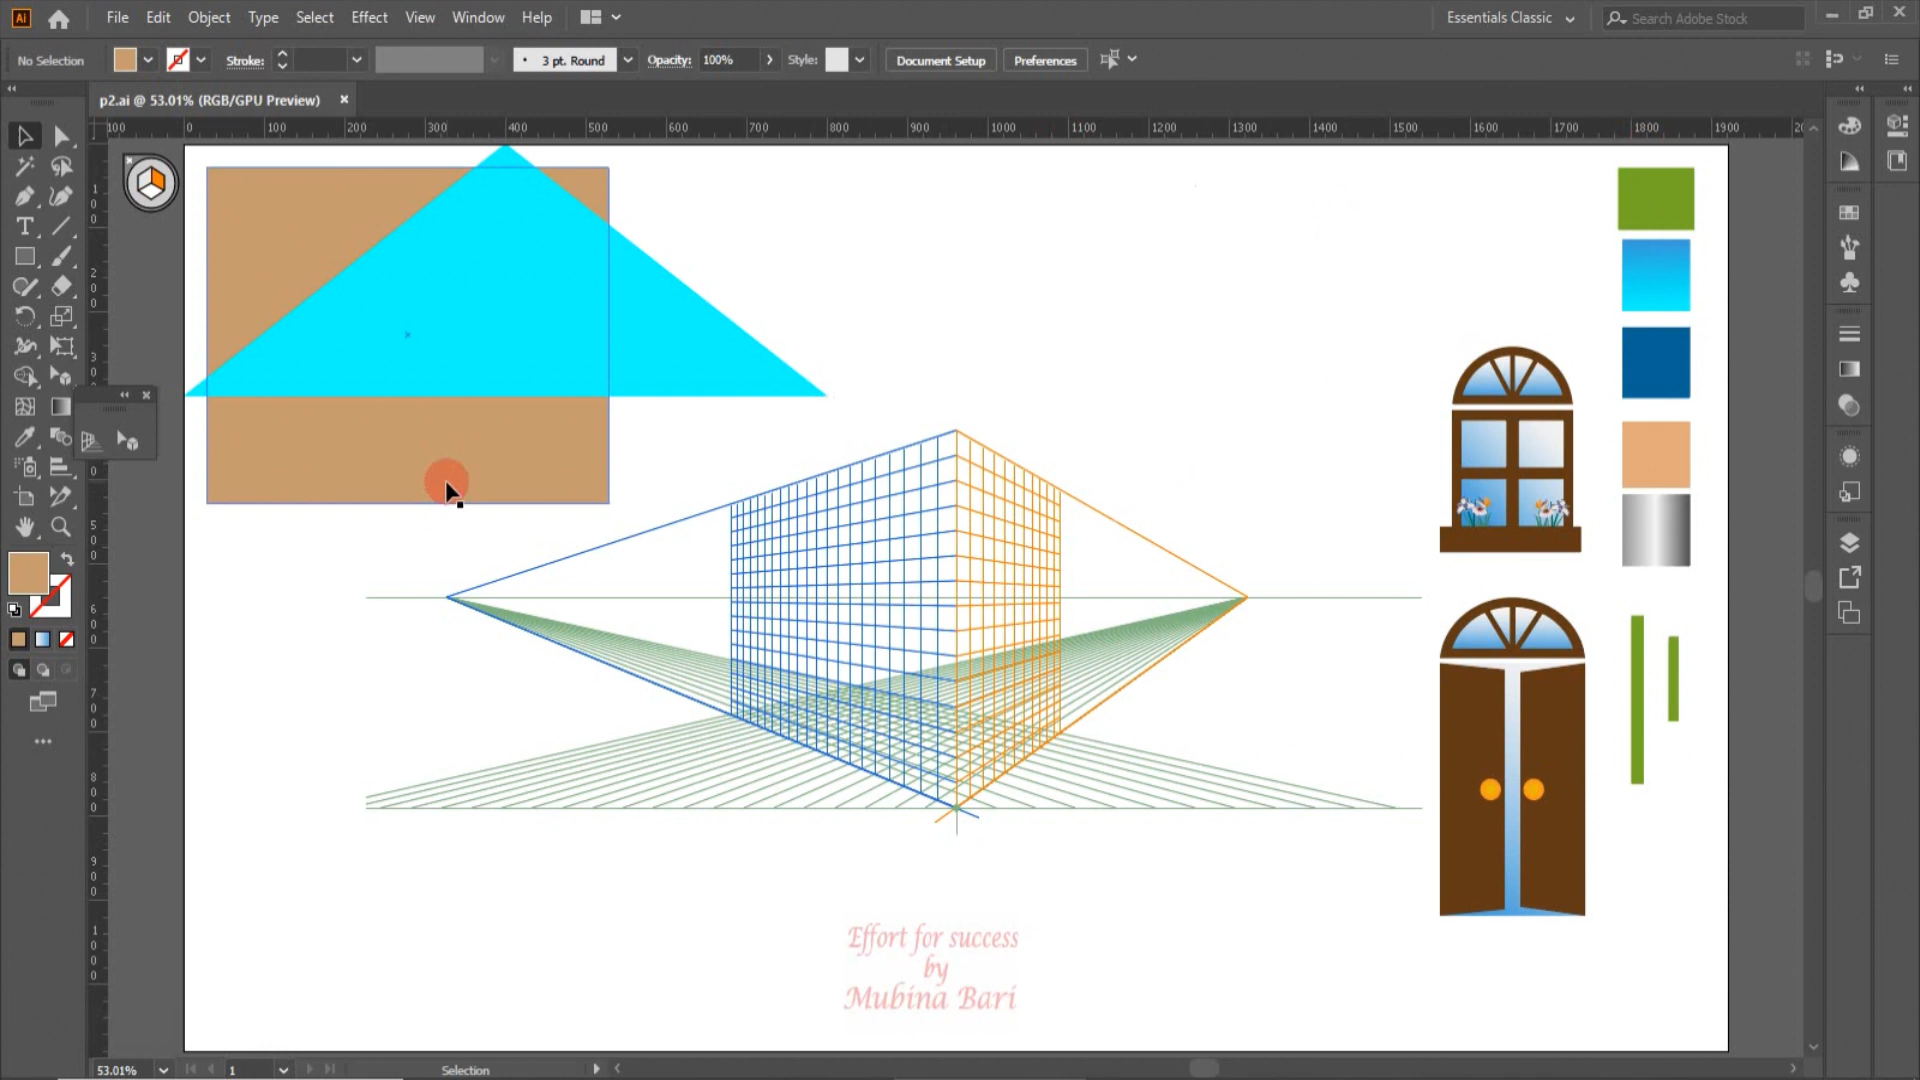 Ai File Edit Object Type Select Effect View Window Help Essentials Classic Search Adobe Stock
No Selection Stroke: 3 pt. Round Opacity: 100% Style: Document Setup Preferences
p2.ai @ 53.01% (RGB/GPU Preview)
100 0 100 200 300 400 500 600 700 800 900 1000 1100 1200 1300 1400 1500 1600 1700 1800 1900
Effort for success
by
Mubina Bari
53.01% 1 Selection